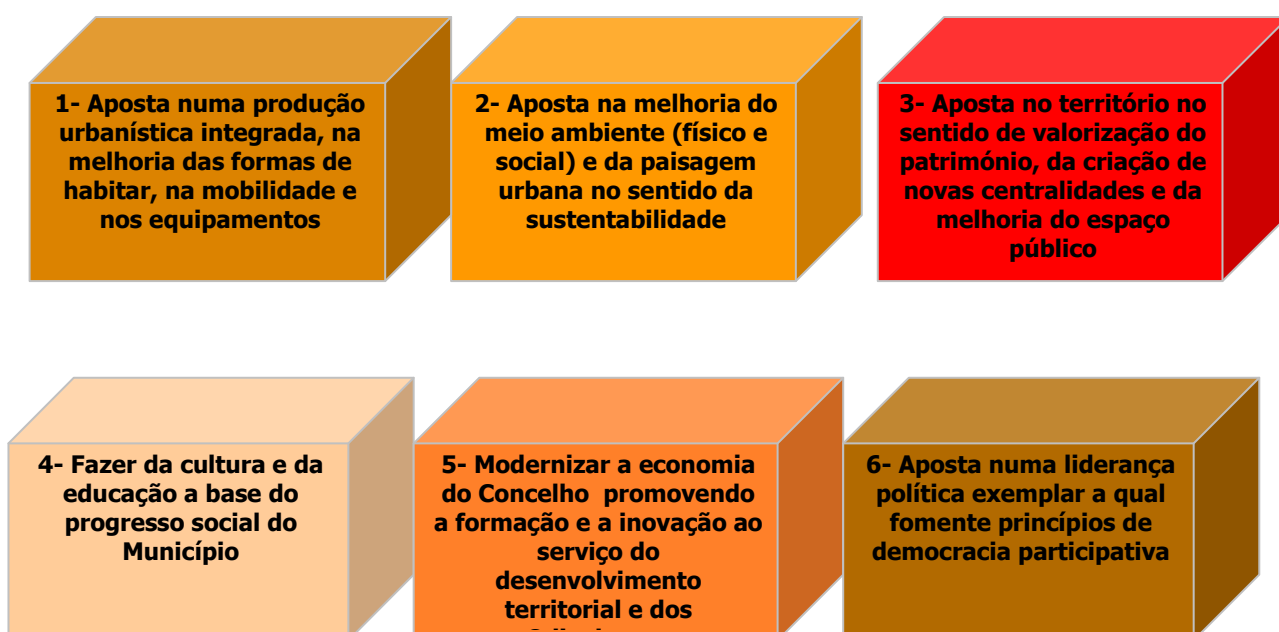 1- Aposta numa produção
urbanística integrada, na
melhoria das formas de
habitar, na mobilidade e
nos equipamentos
2- Aposta na melhoria do
meio ambiente (físico e
social) e da paisagem
urbana no sentido da
sustentabilidade
3- Aposta no território no
sentido de valorização do
património, da criação de
novas centralidades e da
melhoria do espaço
público
4- Fazer da cultura e da
educação a base do
progresso social do
Município
5- Modernizar a economia
do Concelho promovendo
a formação e a inovação ao
serviço do
desenvolvimento
territorial e dos
6- Aposta numa liderança
política exemplar a qual
fomente princípios de
democracia participativa